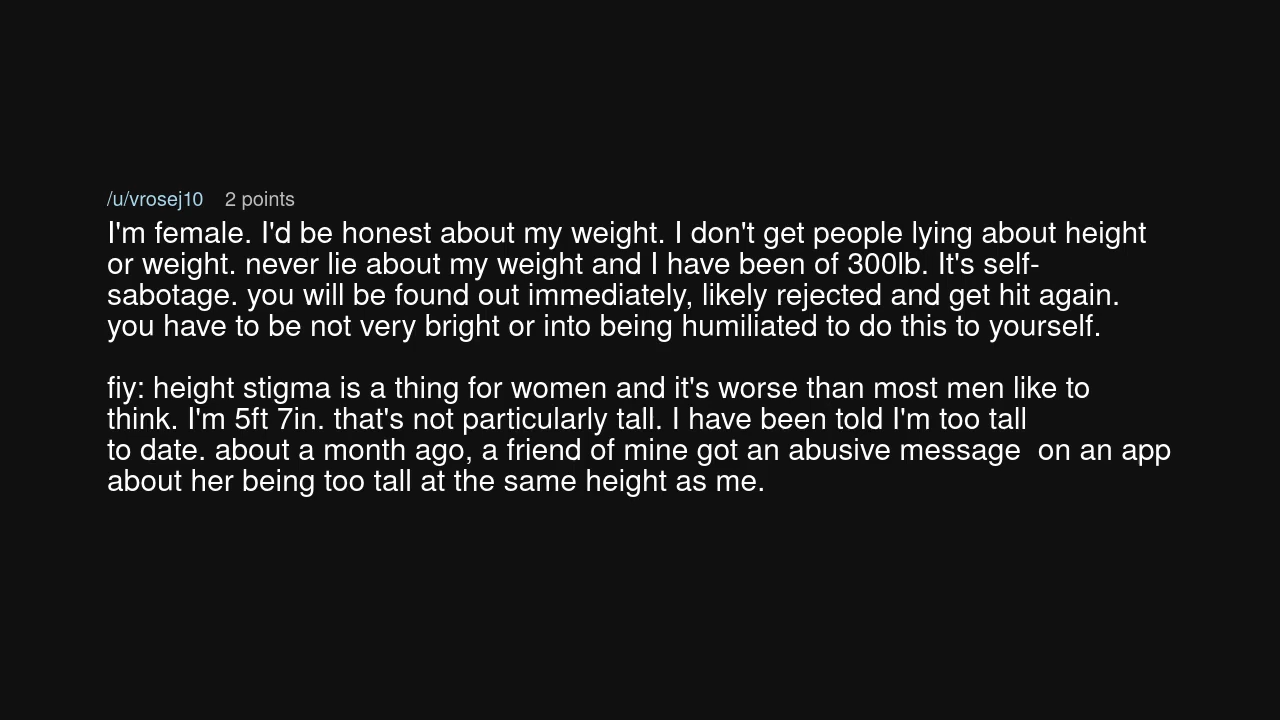 /u/vrosej10 2 points
I'm female. I'd be honest about my weight. I don't get people lying about height
or weight. never lie about my weight and I have been of 300lb. It's self-
sabotage. you will be found out immediately, likely rejected and get hit again.
you have to be not very bright or into being humiliated to do this to yourself.
fiy: height stigma is a thing for women and it's worse than most men like to
think. I'm 5ft 7in. that's not particularly tall. I have been told I'm too tall
to date. about a month ago, a friend of mine got an abusive message  on an app
about her being too tall at the same height as me.